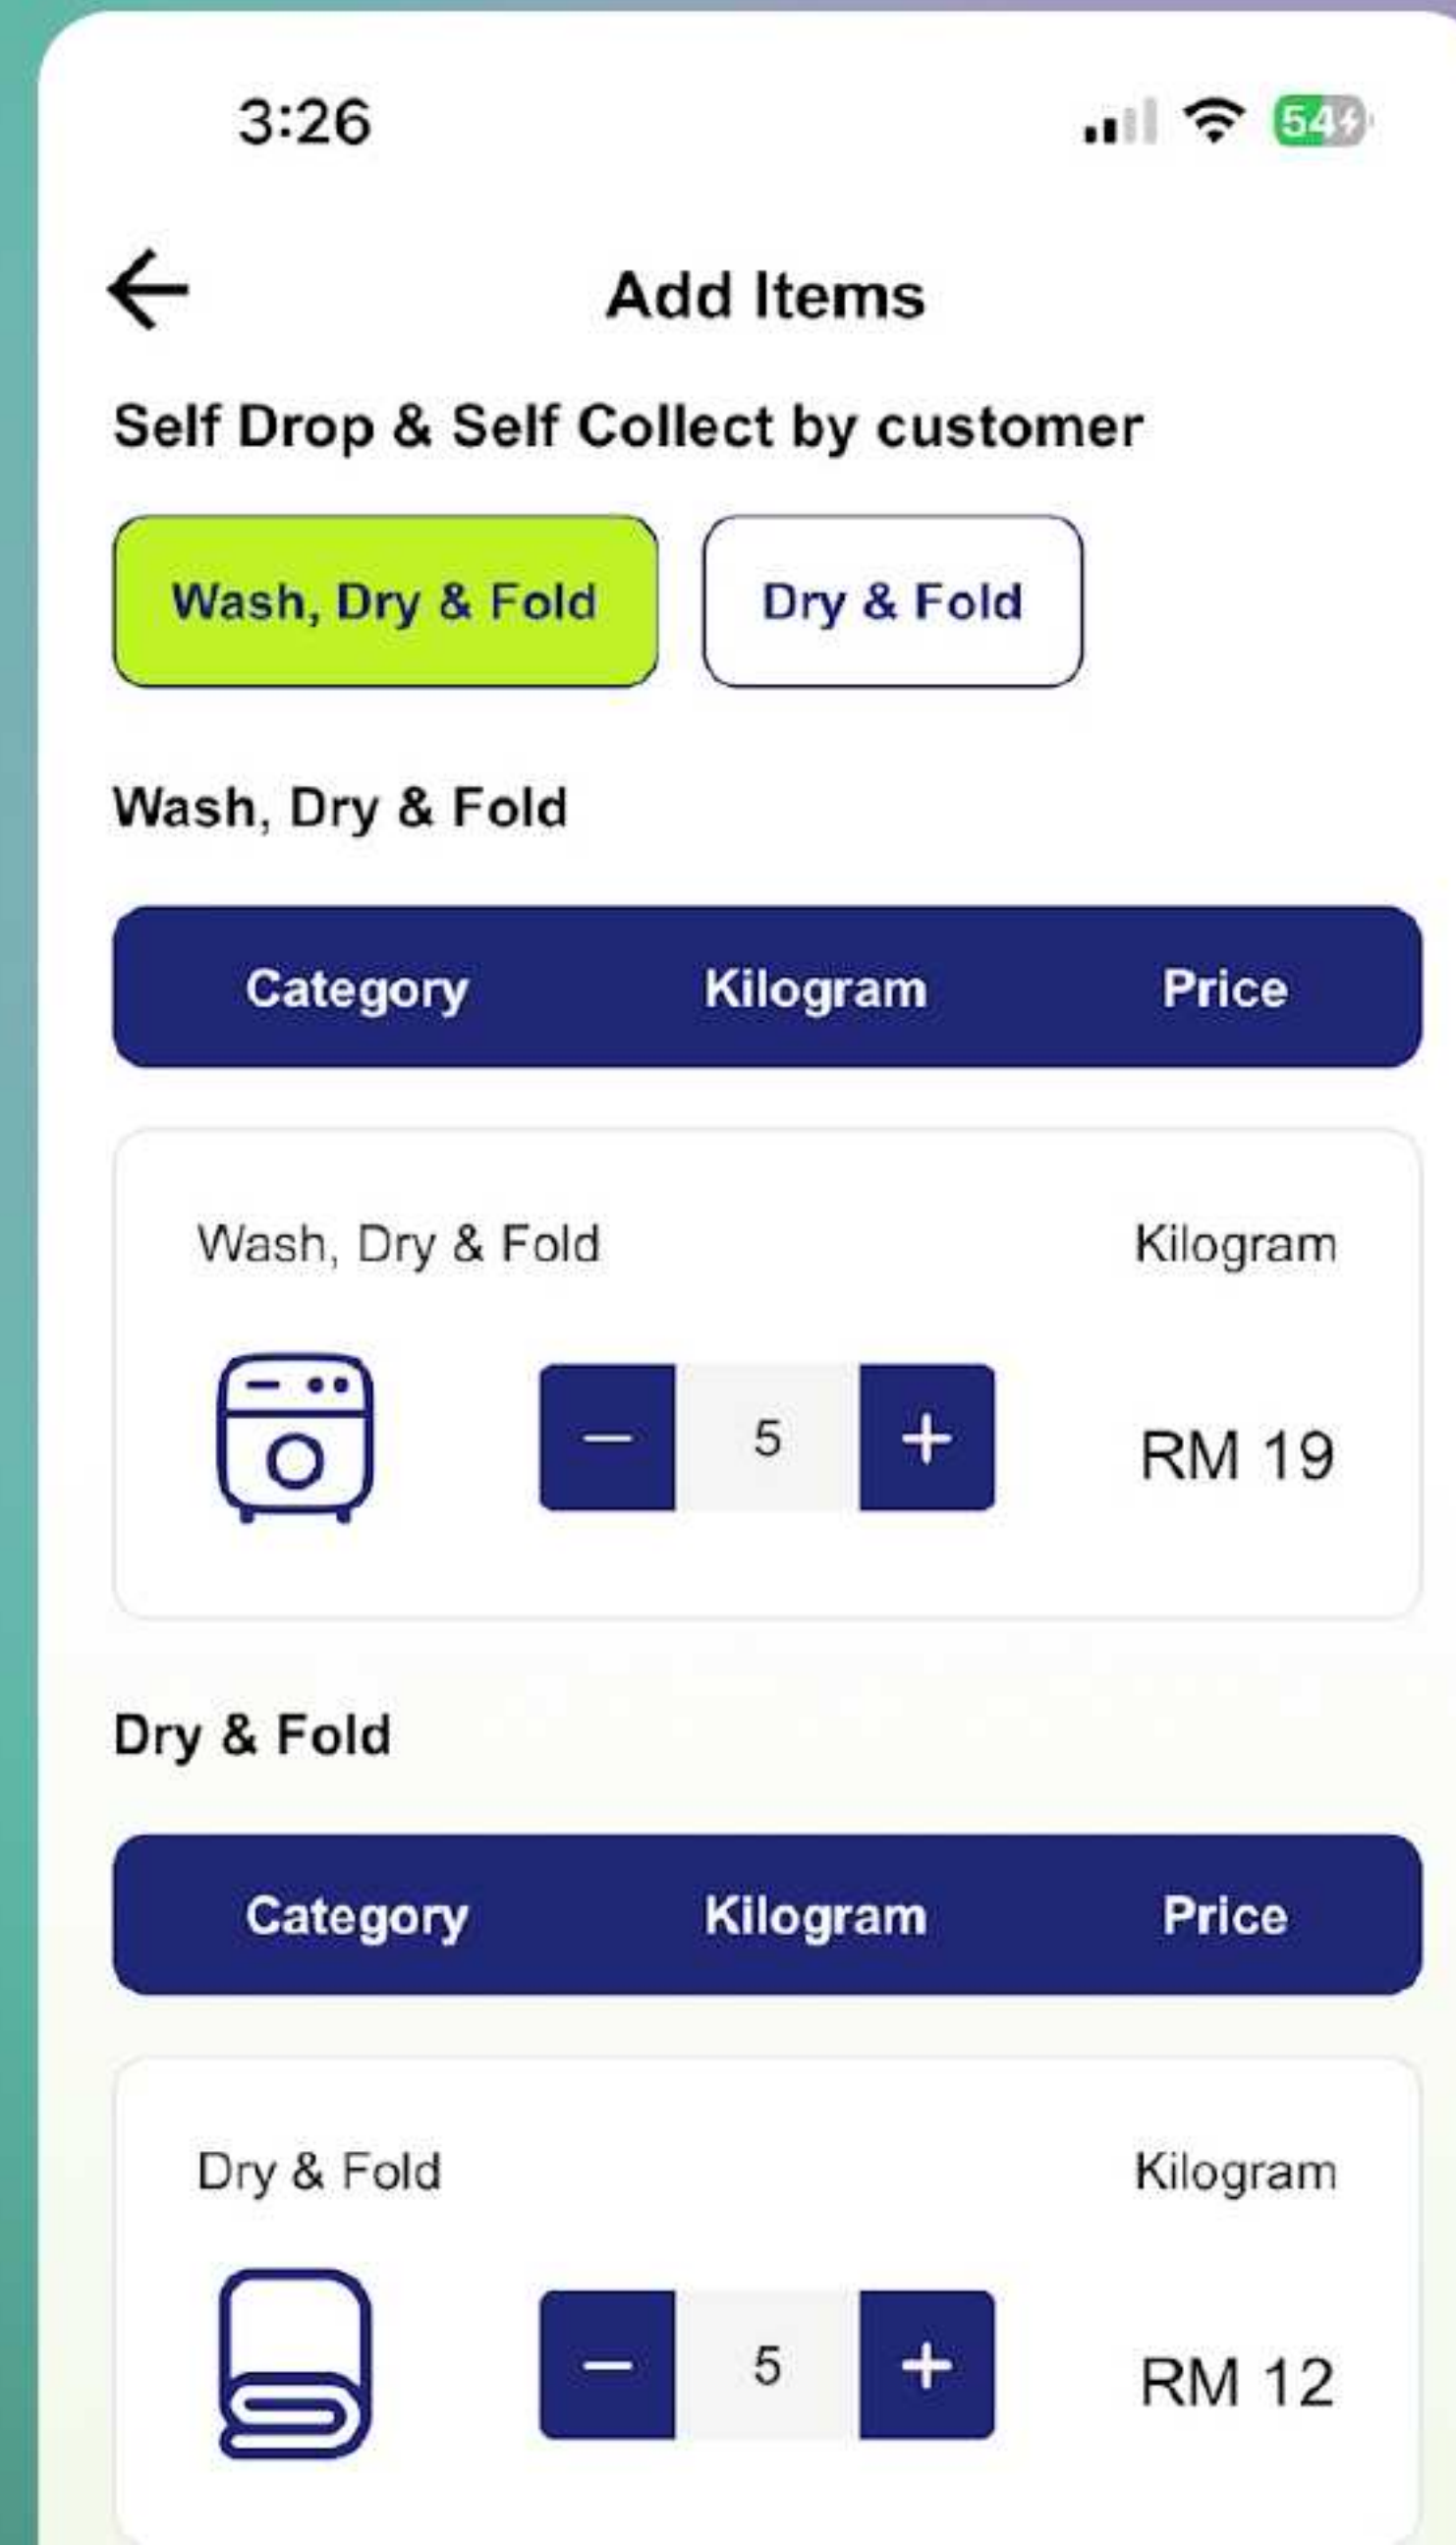 3:26
54
Add Items
Self Drop & Self Collect by customer
Wash, Dry & Fold Dry & Fold
Wash, Dry & Fold
Category Kilogram Price
Wash, Dry & Fold Kilogram
− 5 + RM 19
Dry & Fold
Category Kilogram Price
Dry & Fold Kilogram
− 5 + RM 12